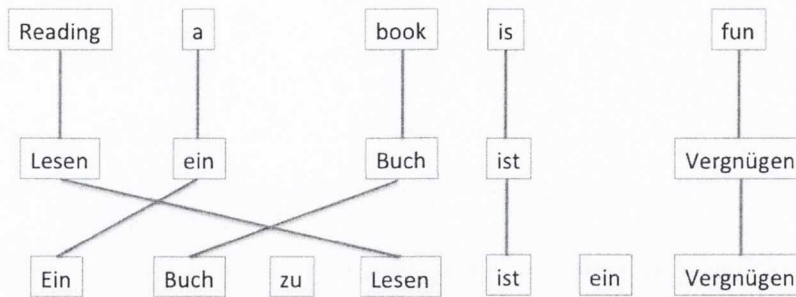 Reading a book is fun
Lesen ein Buch ist Vergnügen
Ein Buch zu Lesen ist ein Vergnügen